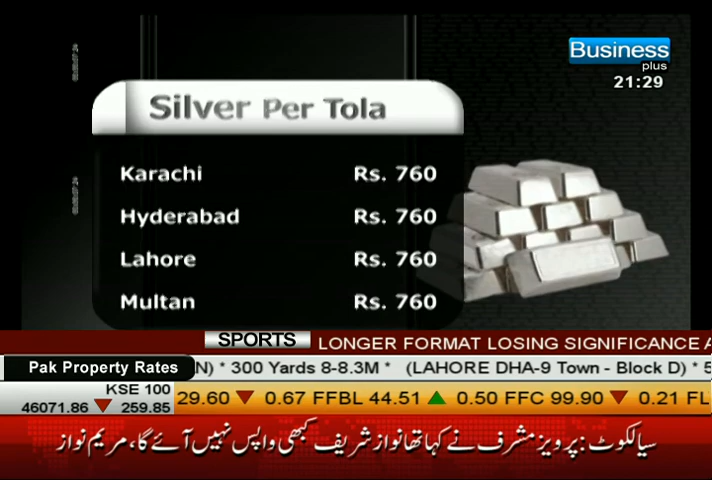 Business
plus
21:29
Silver Per Tola
Karachi Rs. 760
Hyderabad Rs. 760
Lahore Rs. 760
Multan Rs. 760
SPORTS LONGER FORMAT LOSING SIGNIFICANCE A
Pak Property Rates N) * 300 Yards 8-8.3M * (LAHORE DHA-9 Town - Block D) * 5
KSE 100
46071.86 ▼ 259.85 29.60 ▼ 0.67 FFBL 44.51 ▲ 0.50 FFC 99.90 ▼ 0.21 FL
سیالکوٹ: پرویز مشرف نے کہا تھا نواز شریف کبھی واپس نہیں آئے گا، مریم نواز